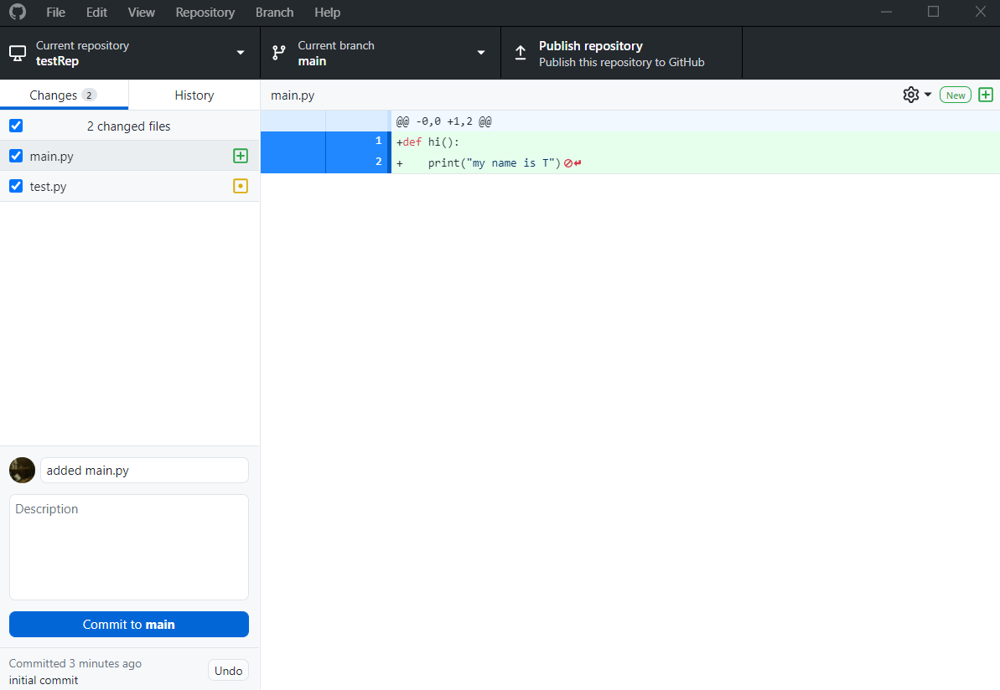 File Edit View Repository Branch Help
Current repository
testRep
Current branch
main
Publish repository
Publish this repository to GitHub
Changes 2
History
main.py
New
2 changed files
main.py
test.py
@@ -0,0 +1,2 @@
1 +def hi():
2 +    print("my name is T")
added main.py
Description
Commit to main
Committed 3 minutes ago
initial commit
Undo